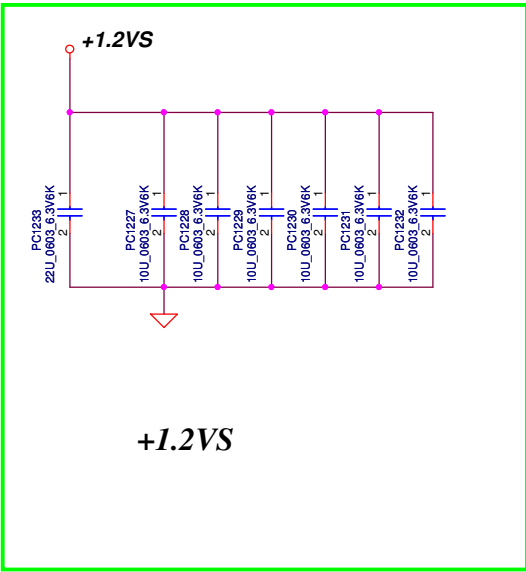 +1.2VS
PC1233
22U_0603_6.3V6K
1
2
PC1227
10U_0603_6.3V6K
1
2
PC1228
10U_0603_6.3V6K
1
2
PC1229
10U_0603_6.3V6K
1
2
PC1230
10U_0603_6.3V6K
1
2
PC1231
10U_0603_6.3V6K
1
2
PC1232
10U_0603_6.3V6K
1
2
+1.2VS